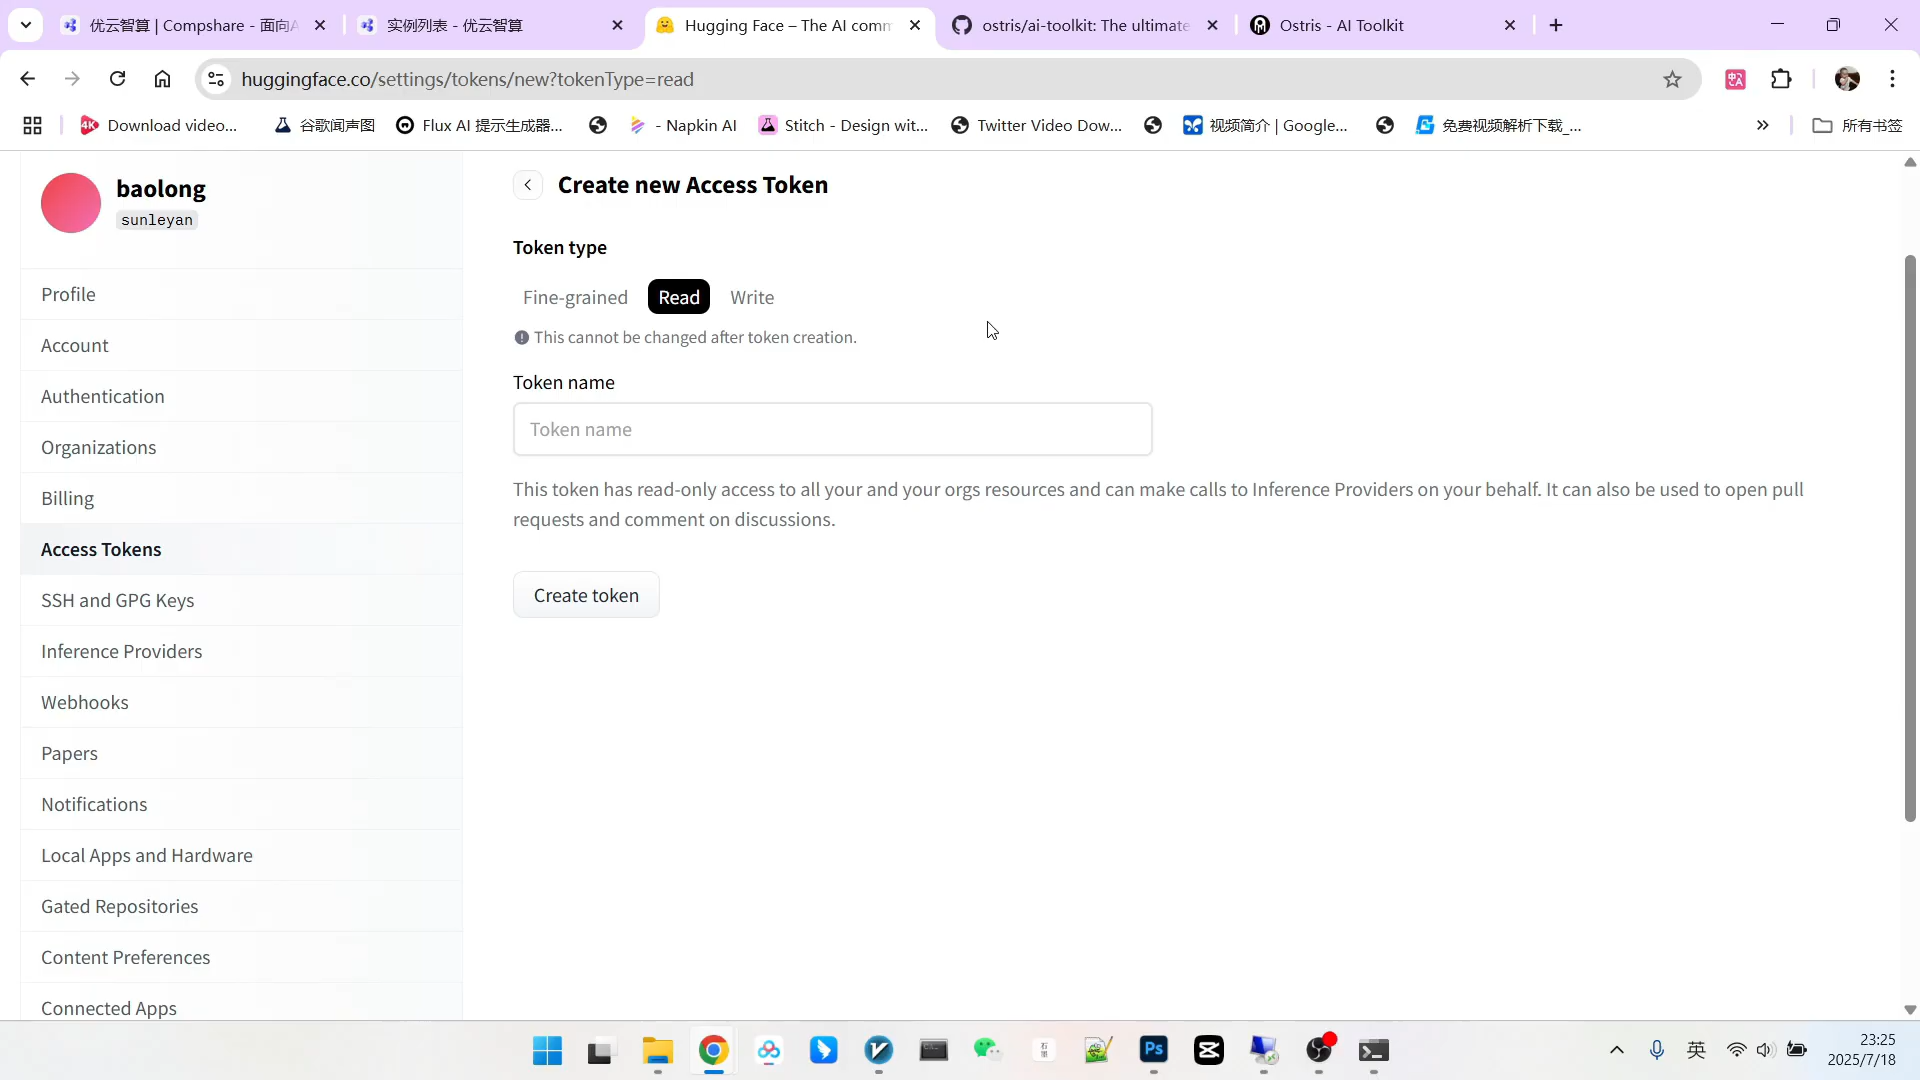 优云智算 | Compshare - 面向A
实例列表 - 优云智算
Hugging Face – The AI comm
ostris/ai-toolkit: The ultimate
Ostris - AI Toolkit
huggingface.co/settings/tokens/new?tokenType=read
4K
Download video...
谷歌闻声图
Flux AI 提示生成器...
- Napkin AI
Stitch - Design wit...
Twitter Video Dow...
视频简介 | Google...
免费视频解析下载_...
所有书签
baolong
sunleyan
Profile
Account
Authentication
Organizations
Billing
Access Tokens
SSH and GPG Keys
Inference Providers
Webhooks
Papers
Notifications
Local Apps and Hardware
Gated Repositories
Content Preferences
Connected Apps
Create new Access Token
Token type
Fine-grained Read Write
This cannot be changed after token creation.
Token name
Token name
This token has read-only access to all your and your orgs resources and can make calls to Inference Providers on your behalf. It can also be used to open pull
requests and comment on discussions.
Create token
石墨
Ps
英
23:25
2025/7/18